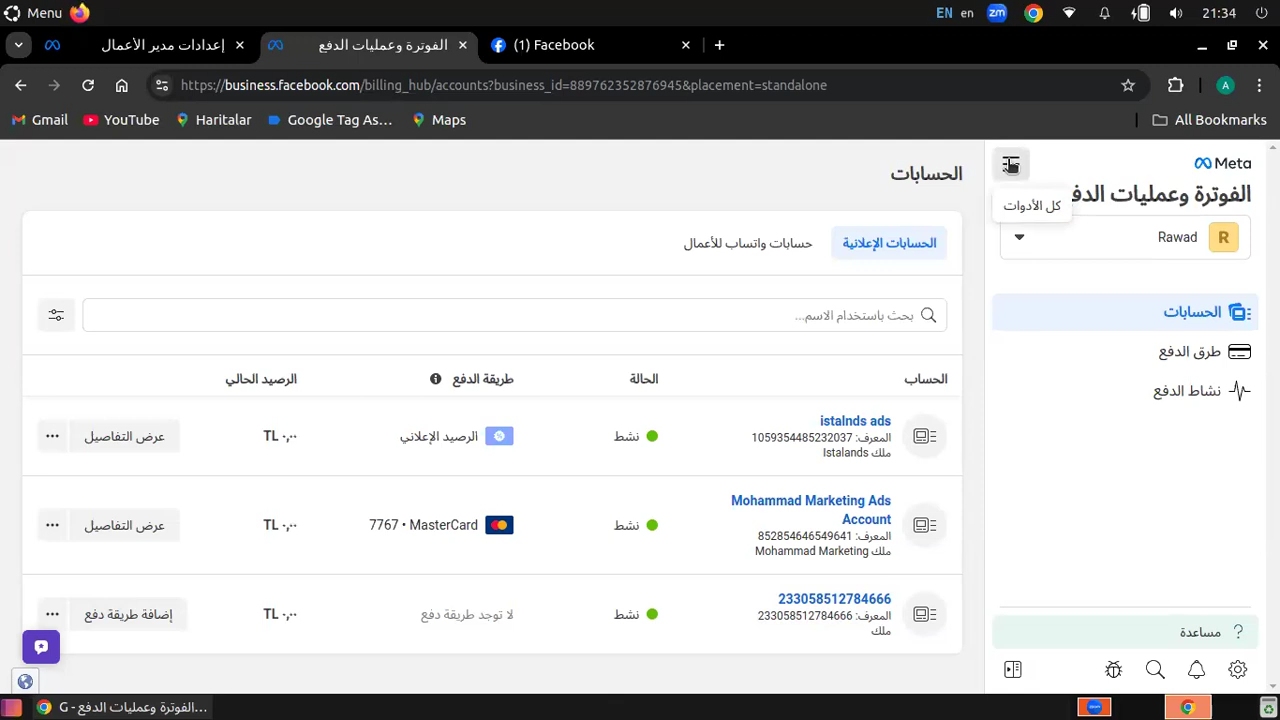 Menu
EN en zm 21:34
إعدادات مدير الأعمال
الفوترة وعمليات الدفع
(1) Facebook
https://business.facebook.com/billing_hub/accounts?business_id=889762352876945&placement=standalone
A
Gmail YouTube Haritalar Google Tag As... Maps All Bookmarks
Meta
الفوترة وعمليات الدفع
كل الأدوات
R Rawad
الحسابات
طرق الدفع
نشاط الدفع
مساعدة
الحسابات
الحسابات الإعلانية حسابات واتساب للأعمال
بحث باستخدام الاسم...
الحساب الحالة طريقة الدفع الرصيد الحالي
istalnds ads
المعرف: 1059354485232037
ملك Istalands
نشط
الرصيد الإعلاني
TL ٠,٠٠
عرض التفاصيل
Mohammad Marketing Ads
Account
المعرف: 852854646549641
ملك Mohammad Marketing
نشط
7767 • MasterCard
TL ٠,٠٠
عرض التفاصيل
233058512784666
المعرف: 233058512784666
ملك
نشط
لا توجد طريقة دفع
TL ٠,٠٠
إضافة طريقة دفع
G - الفوترة وعمليات الدفع...